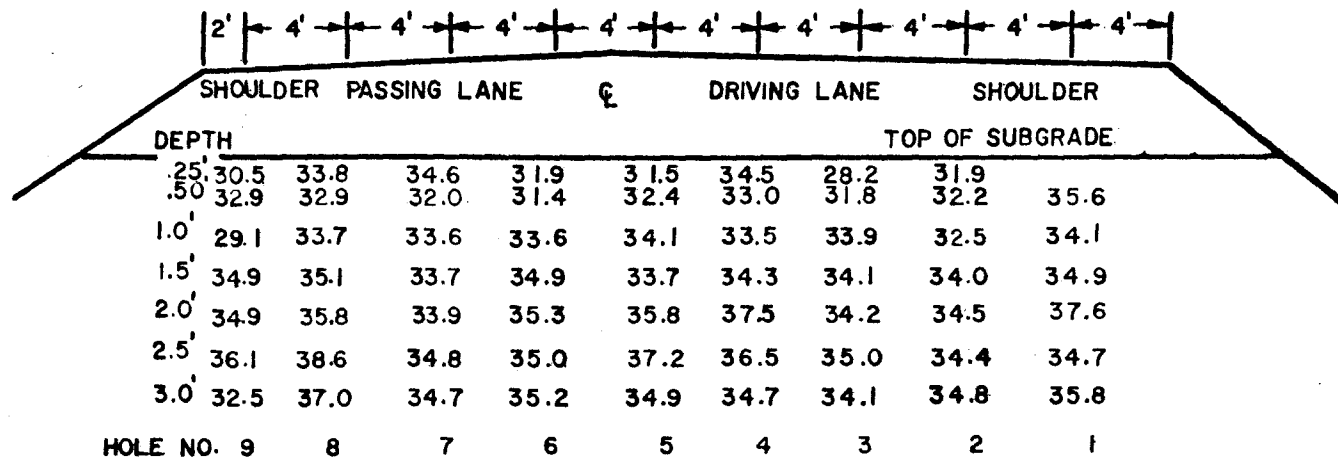 2' 4' 4' 4' 4' 4' 4' 4' 4' 4'
SHOULDER PASSING LANE ℄ DRIVING LANE SHOULDER
DEPTH TOP OF SUBGRADE
.25' 30.5 33.8 34.6 31.9 31.5 34.5 28.2 31.9
.50 32.9 32.9 32.0 31.4 32.4 33.0 31.8 32.2 35.6
1.0' 29.1 33.7 33.6 33.6 34.1 33.5 33.9 32.5 34.1
1.5' 34.9 35.1 33.7 34.9 33.7 34.3 34.1 34.0 34.9
2.0' 34.9 35.8 33.9 35.3 35.8 37.5 34.2 34.5 37.6
2.5' 36.1 38.6 34.8 35.0 37.2 36.5 35.0 34.4 34.7
3.0' 32.5 37.0 34.7 35.2 34.9 34.7 34.1 34.8 35.8
HOLE NO. 9 8 7 6 5 4 3 2 1